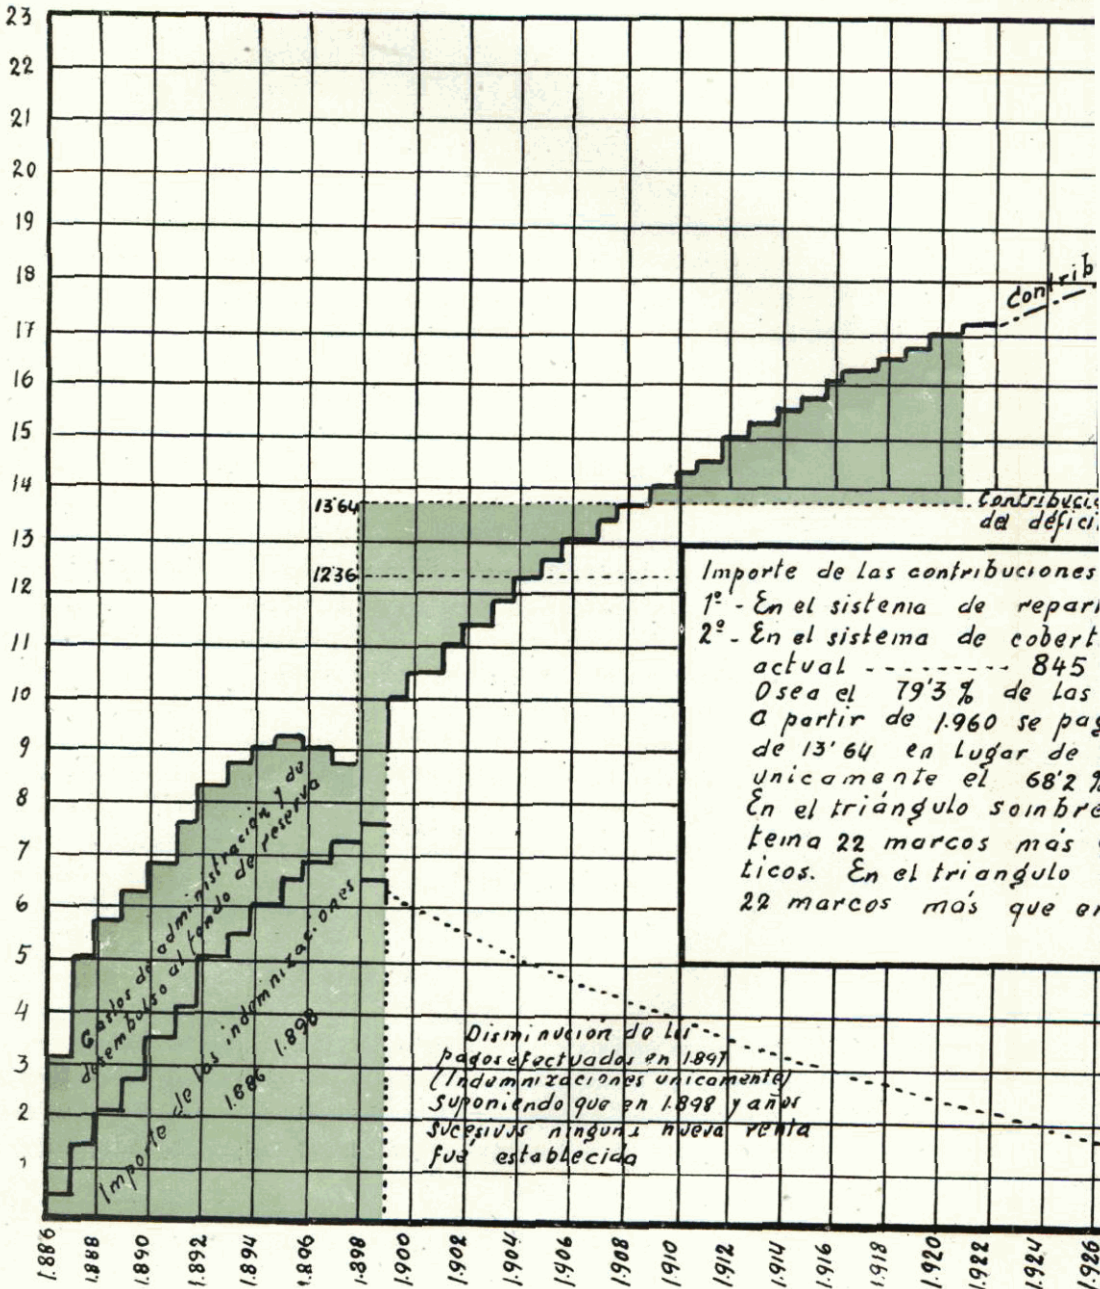 23
22
21
20
19
18
17
16
15
14
13
12
11
10
9
8
7
6
5
4
3
2
1
Contrib
13'64
12'36
Contribucio
del défici
Importe de las contribuciones
1º - En el sistema de repar
2º - En el sistema de cobert
actual ---------- 845
Osea el 79'3 % de las
a partir de 1.960 se pag
de 13'64 en lugar de
unicamente el 68'2 %
En el triángulo sombre
tema 22 marcos más
ticos. En el triangulo
22 marcos más que en
Gastos de administración y de
desembolso al fondo de reserva
Importe de las indemnizaciones
1.886 1.898
Disminución de los
pagos efectuados en 1.897
(Indemnizaciones unicamente)
suponiendo que en 1.898 y años
sucesivos ninguna nueva renta
fué establecida
1.886
1.888
1.890
1.892
1.894
1.896
1.898
1.900
1.902
1.904
1.906
1.908
1.910
1.912
1.914
1.916
1.918
1.920
1.922
1.924
1.926